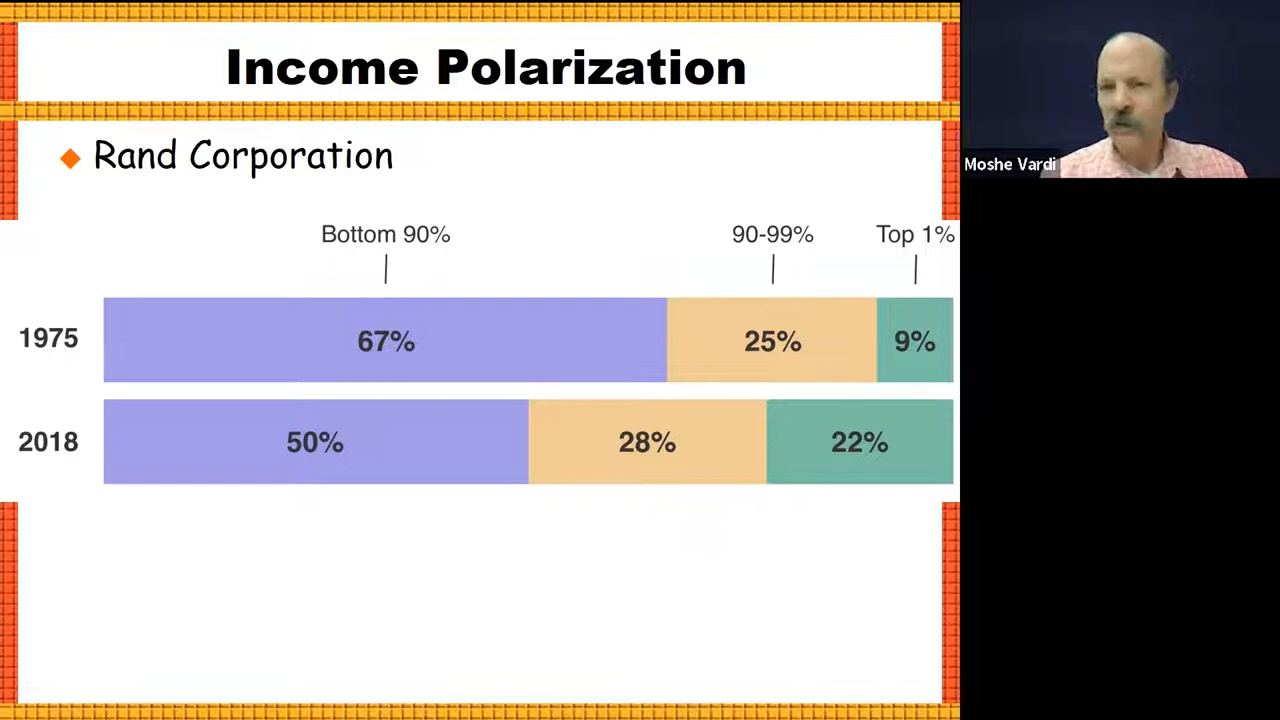 Income Polarization
Moshe Vardi
Rand Corporation
Bottom 90% 90-99% Top 1%
1975 67% 25% 9%
2018 50% 28% 22%